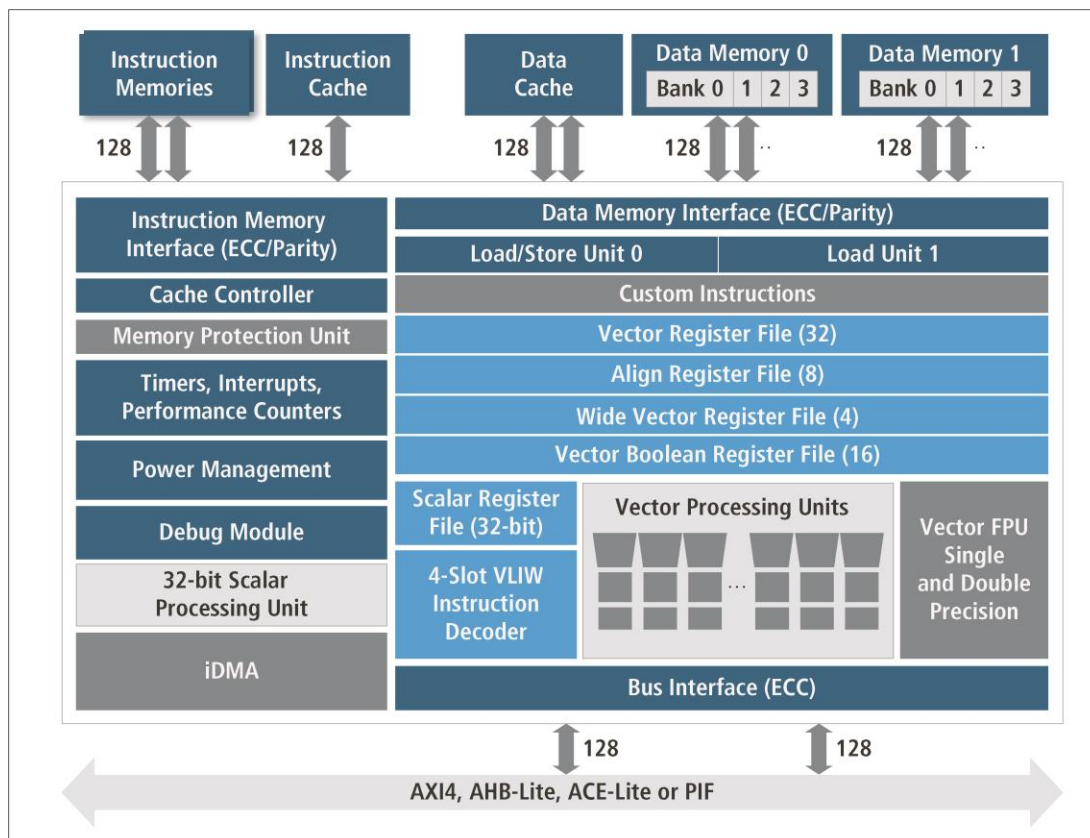 Instruction
Memories
Instruction
Cache
Data
Cache
Data Memory 0
Bank 0 1 2 3
Data Memory 1
Bank 0 1 2 3
128
128
128
128
..
128
..
Instruction Memory
Interface (ECC/Parity)
Cache Controller
Memory Protection Unit
Timers, Interrupts,
Performance Counters
Power Management
Debug Module
32-bit Scalar
Processing Unit
iDMA
Data Memory Interface (ECC/Parity)
Load/Store Unit 0
Load Unit 1
Custom Instructions
Vector Register File (32)
Align Register File (8)
Wide Vector Register File (4)
Vector Boolean Register File (16)
Scalar Register
File (32-bit)
4-Slot VLIW
Instruction
Decoder
Vector Processing Units
...
Vector FPU
Single
and Double
Precision
Bus Interface (ECC)
128
128
AXI4, AHB-Lite, ACE-Lite or PIF